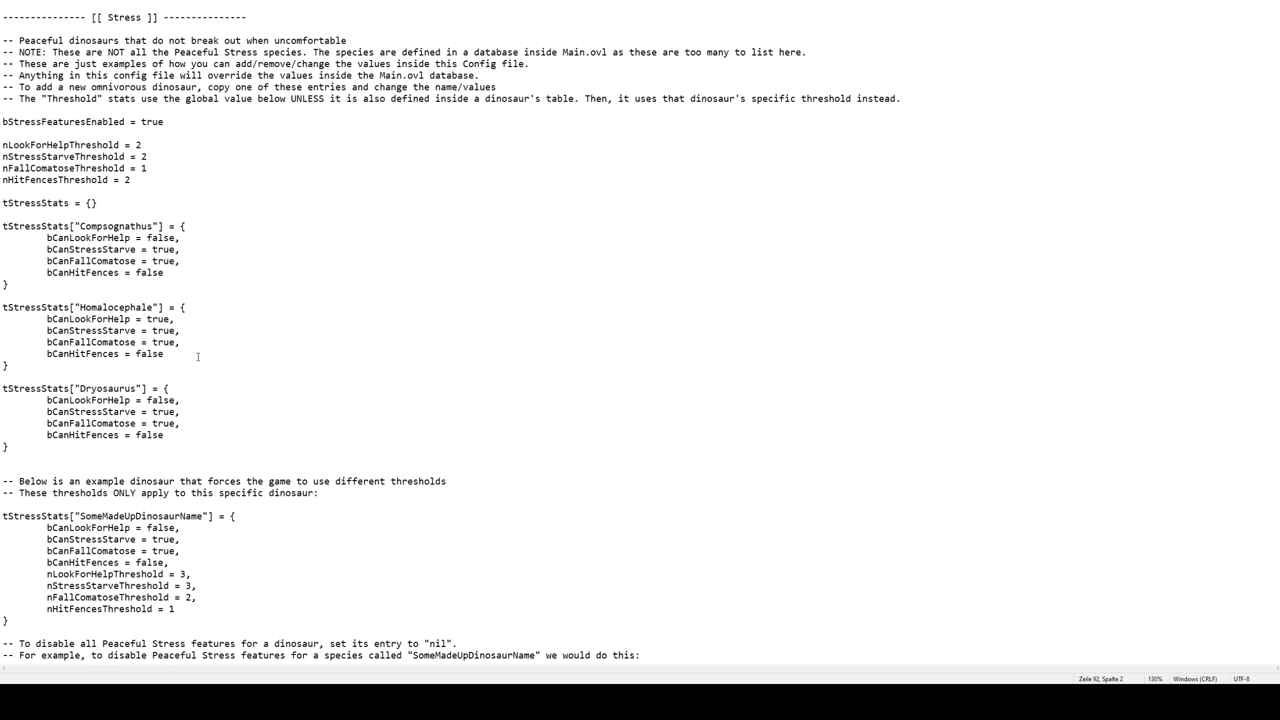 --------------- [[ Stress ]] ---------------
-- Peaceful dinosaurs that do not break out when uncomfortable
-- NOTE: These are NOT all the Peaceful Stress species. The species are defined in a database inside Main.ovl as these are too many to list here.
-- These are just examples of how you can add/remove/change the values inside this Config file.
-- Anything in this config file will override the values inside the Main.ovl database.
-- To add a new omnivorous dinosaur, copy one of these entries and change the name/values
-- The "Threshold" stats use the global value below UNLESS it is also defined inside a dinosaur's table. Then, it uses that dinosaur's specific threshold instead.
bStressFeaturesEnabled = true
nLookForHelpThreshold = 2
nStressStarveThreshold = 2
nFallComatoseThreshold = 1
nHitFencesThreshold = 2
tStressStats = {}
tStressStats["Compsognathus"] = {
bCanLookForHelp = false,
bCanStressStarve = true,
bCanFallComatose = true,
bCanHitFences = false
}
tStressStats["Homalocephale"] = {
bCanLookForHelp = true,
bCanStressStarve = true,
bCanFallComatose = true,
bCanHitFences = false
}
tStressStats["Dryosaurus"] = {
bCanLookForHelp = false,
bCanStressStarve = true,
bCanFallComatose = true,
bCanHitFences = false
}
-- Below is an example dinosaur that forces the game to use different thresholds
-- These thresholds ONLY apply to this specific dinosaur:
tStressStats["SomeMadeUpDinosaurName"] = {
bCanLookForHelp = false,
bCanStressStarve = true,
bCanFallComatose = true,
bCanHitFences = false,
nLookForHelpThreshold = 3,
nStressStarveThreshold = 3,
nFallComatoseThreshold = 2,
nHitFencesThreshold = 1
}
-- To disable all Peaceful Stress features for a dinosaur, set its entry to "nil".
-- For example, to disable Peaceful Stress features for a species called "SomeMadeUpDinosaurName" we would do this:
Zeile 92, Spalte 2 130% Windows (CRLF) UTF-8